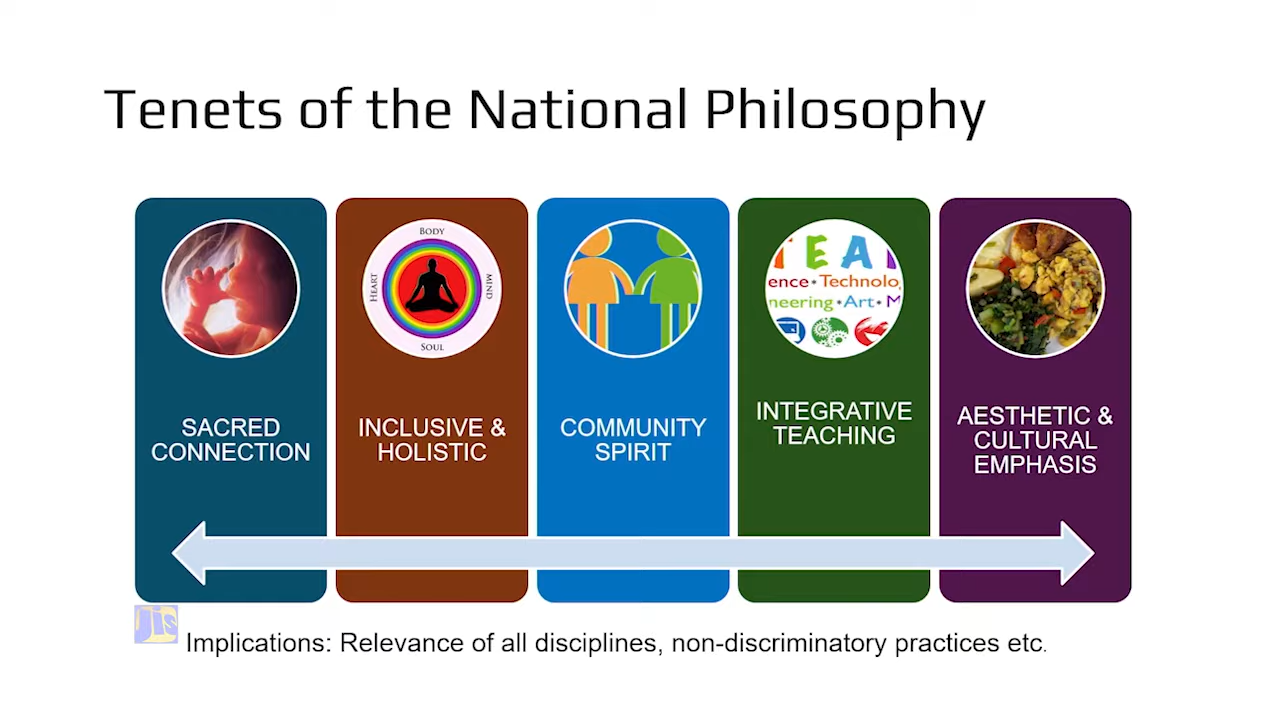 Tenets of the National Philosophy
BODY
HEART
MIND
SOUL
TEAM
ence • Technolo
neering • Art • M
SACRED
CONNECTION
INCLUSIVE &
HOLISTIC
COMMUNITY
SPIRIT
INTEGRATIVE
TEACHING
AESTHETIC &
CULTURAL
EMPHASIS
jis
Implications: Relevance of all disciplines, non-discriminatory practices etc.